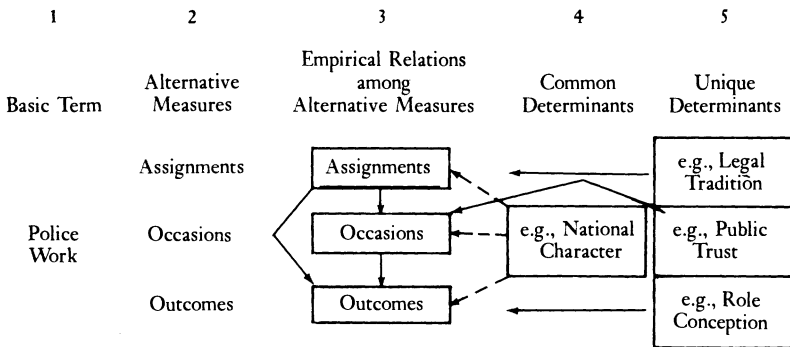 1 2 3 4 5
Basic Term
Alternative
Measures
Empirical Relations
among
Alternative Measures
Common
Determinants
Unique
Determinants
Assignments
Assignments
e.g., Legal
Tradition
Police
Work
Occasions
Occasions
e.g., National
Character
e.g., Public
Trust
Outcomes
Outcomes
e.g., Role
Conception